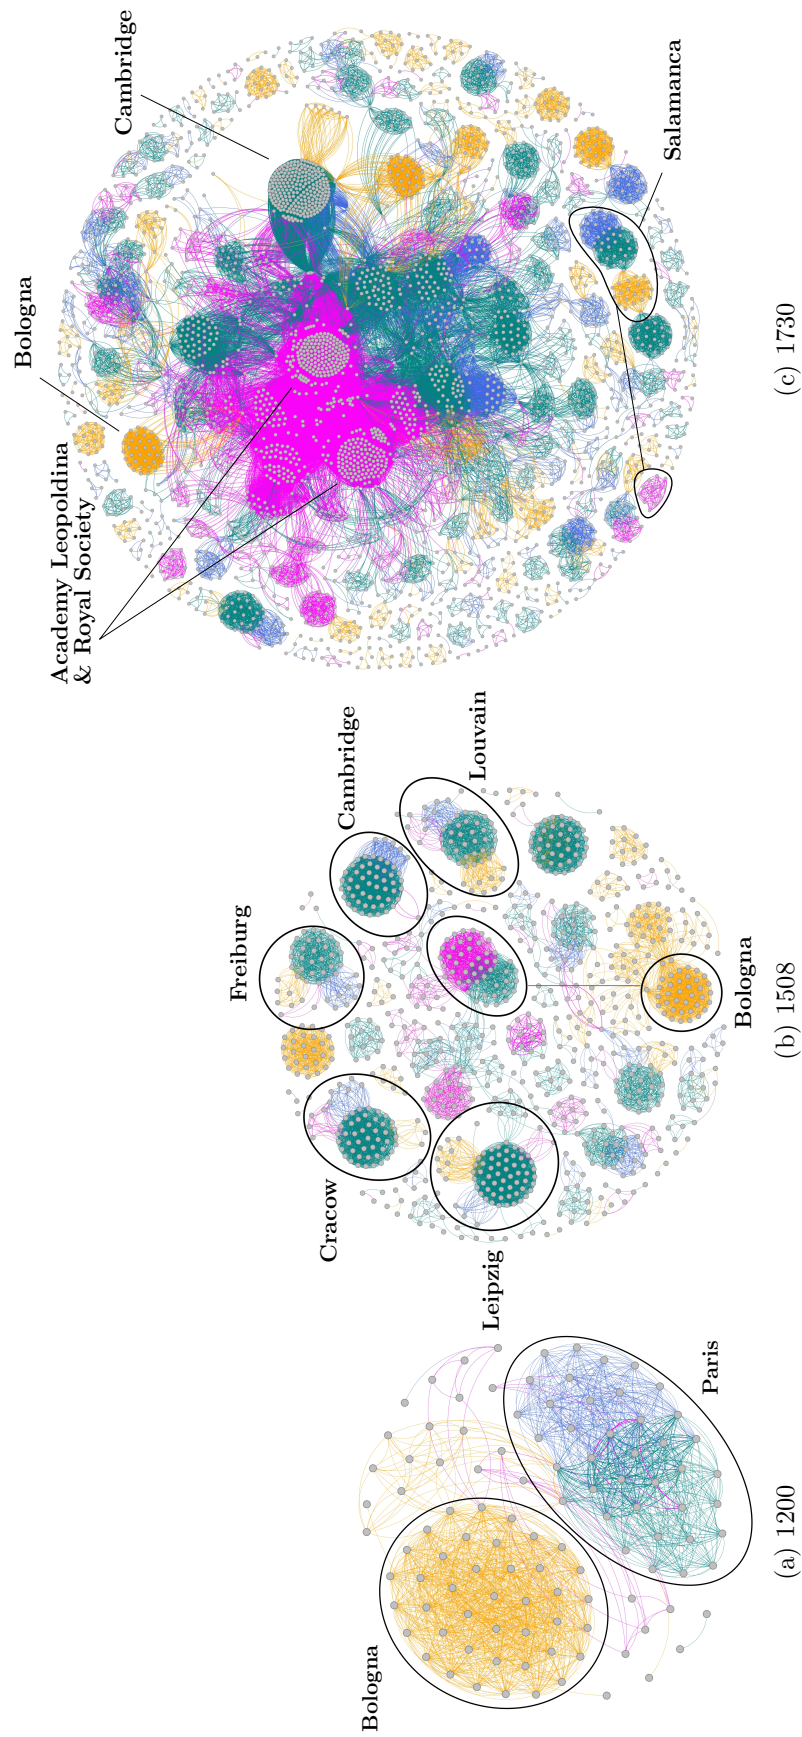 Bologna
Paris
(a) 1200
Cracow
Freiburg
Cambridge
Louvain
Leipzig
Bologna
(b) 1508
Academy Leopoldina
& Royal Society
Bologna
Cambridge
Salamanca
(c) 1730